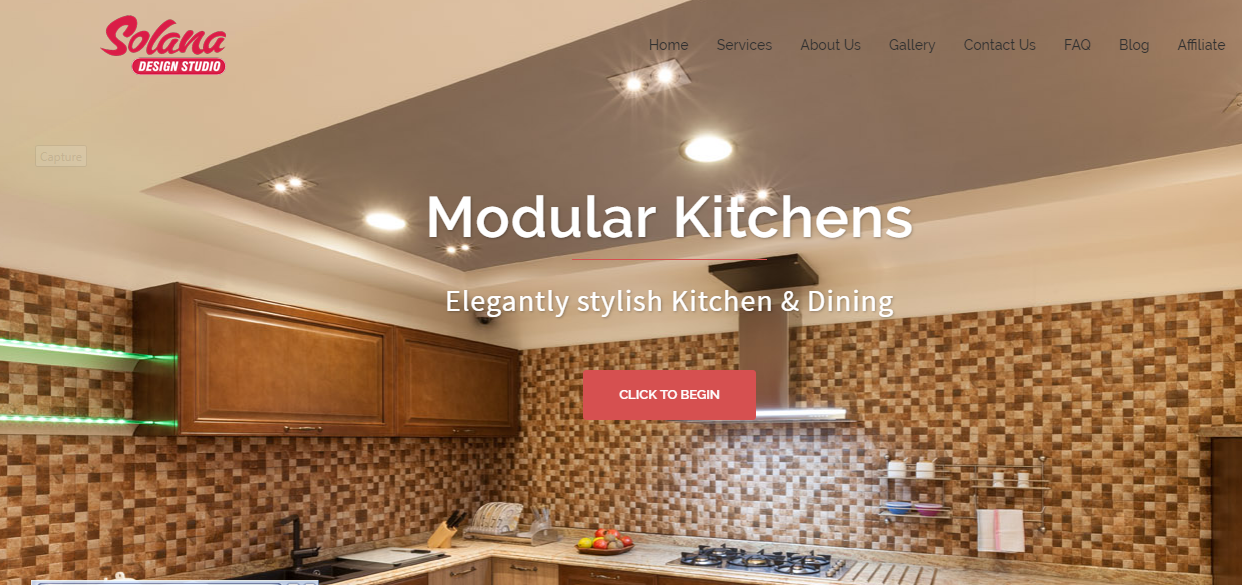 Solana
DESIGN STUDIO
Home Services About Us Gallery Contact Us FAQ Blog Affiliate
Capture
Modular Kitchens
Elegantly stylish Kitchen & Dining
CLICK TO BEGIN